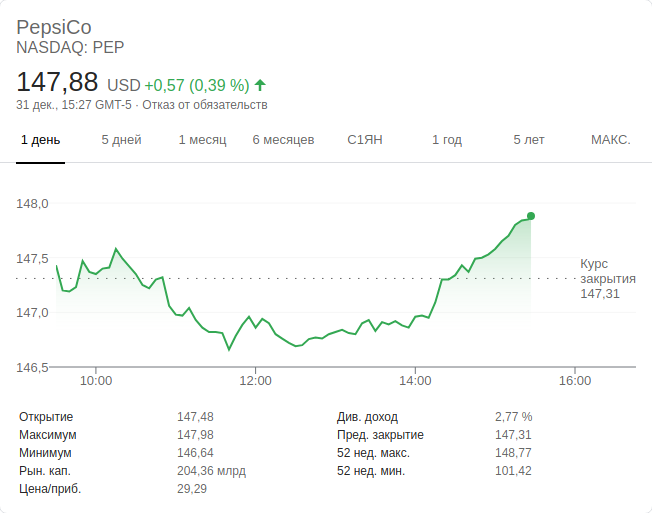 PepsiCo
NASDAQ: PEP
147,88 USD +0,57 (0,39 %)
31 дек., 15:27 GMT-5 · Отказ от обязательств
1 день 5 дней 1 месяц 6 месяцев С1ЯН 1 год 5 лет МАКС.
148,0
147,5
147,0
146,5
Курс
закрытия
147,31
10:00 12:00 14:00 16:00
Открытие 147,48
Максимум 147,98
Минимум 146,64
Рын. кап. 204,36 млрд
Цена/приб. 29,29
Див. доход 2,77 %
Пред. закрытие 147,31
52 нед. макс. 148,77
52 нед. мин. 101,42